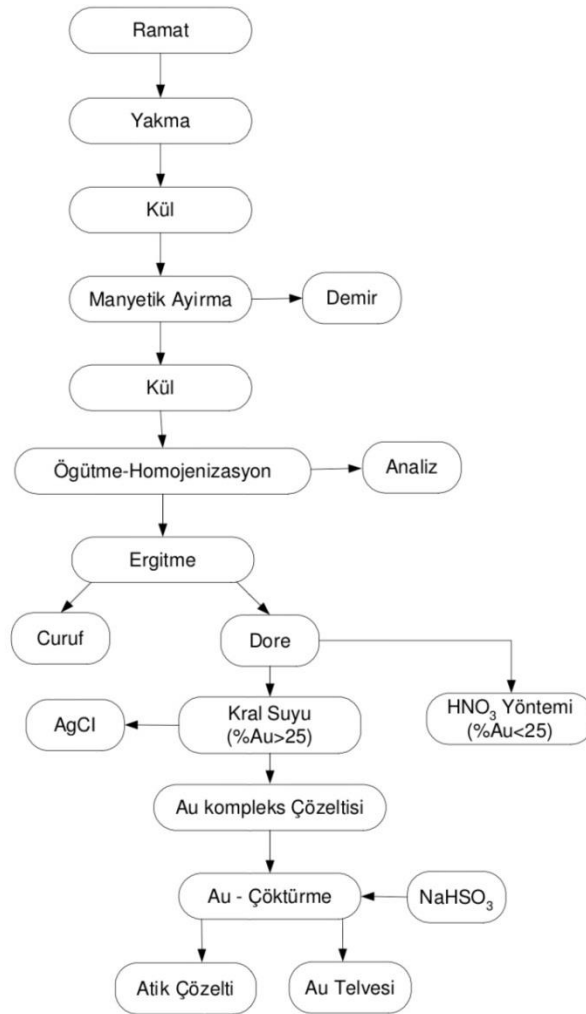 Ramat
Yakma
Kül
Manyetik Ayirma
Demir
Kül
Ögütme-Homojenizasyon
Analiz
Ergitme
Curuf
Dore
AgCl
Kral Suyu
(%Au>25)
HNO₃ Yöntemi
(%Au<25)
Au kompleks Çözeltisi
Au - Çöktürme
NaHSO₃
Atik Çözelti
Au Telvesi